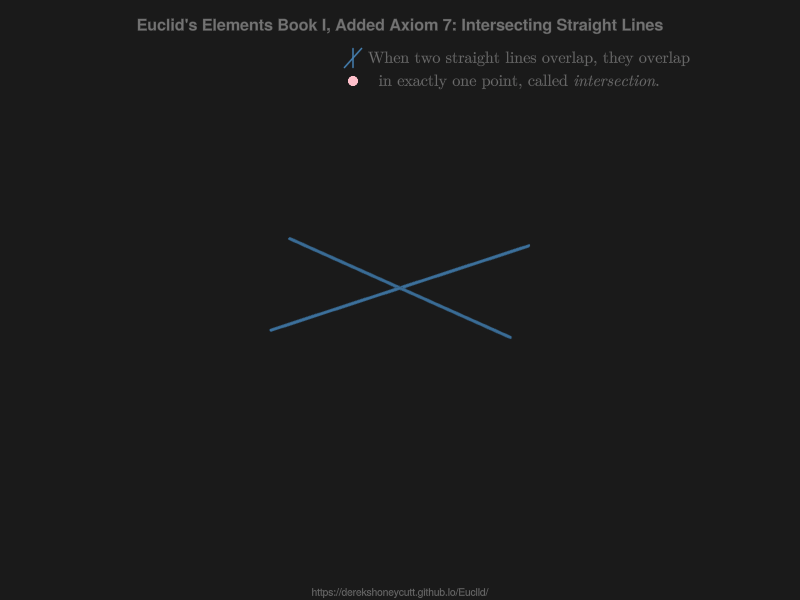 Euclid's Elements Book I, Added Axiom 7: Intersecting Straight Lines
When two straight lines overlap, they overlap
in exactly one point, called intersection.
https://derekshoneycutt.github.io/Euclid/